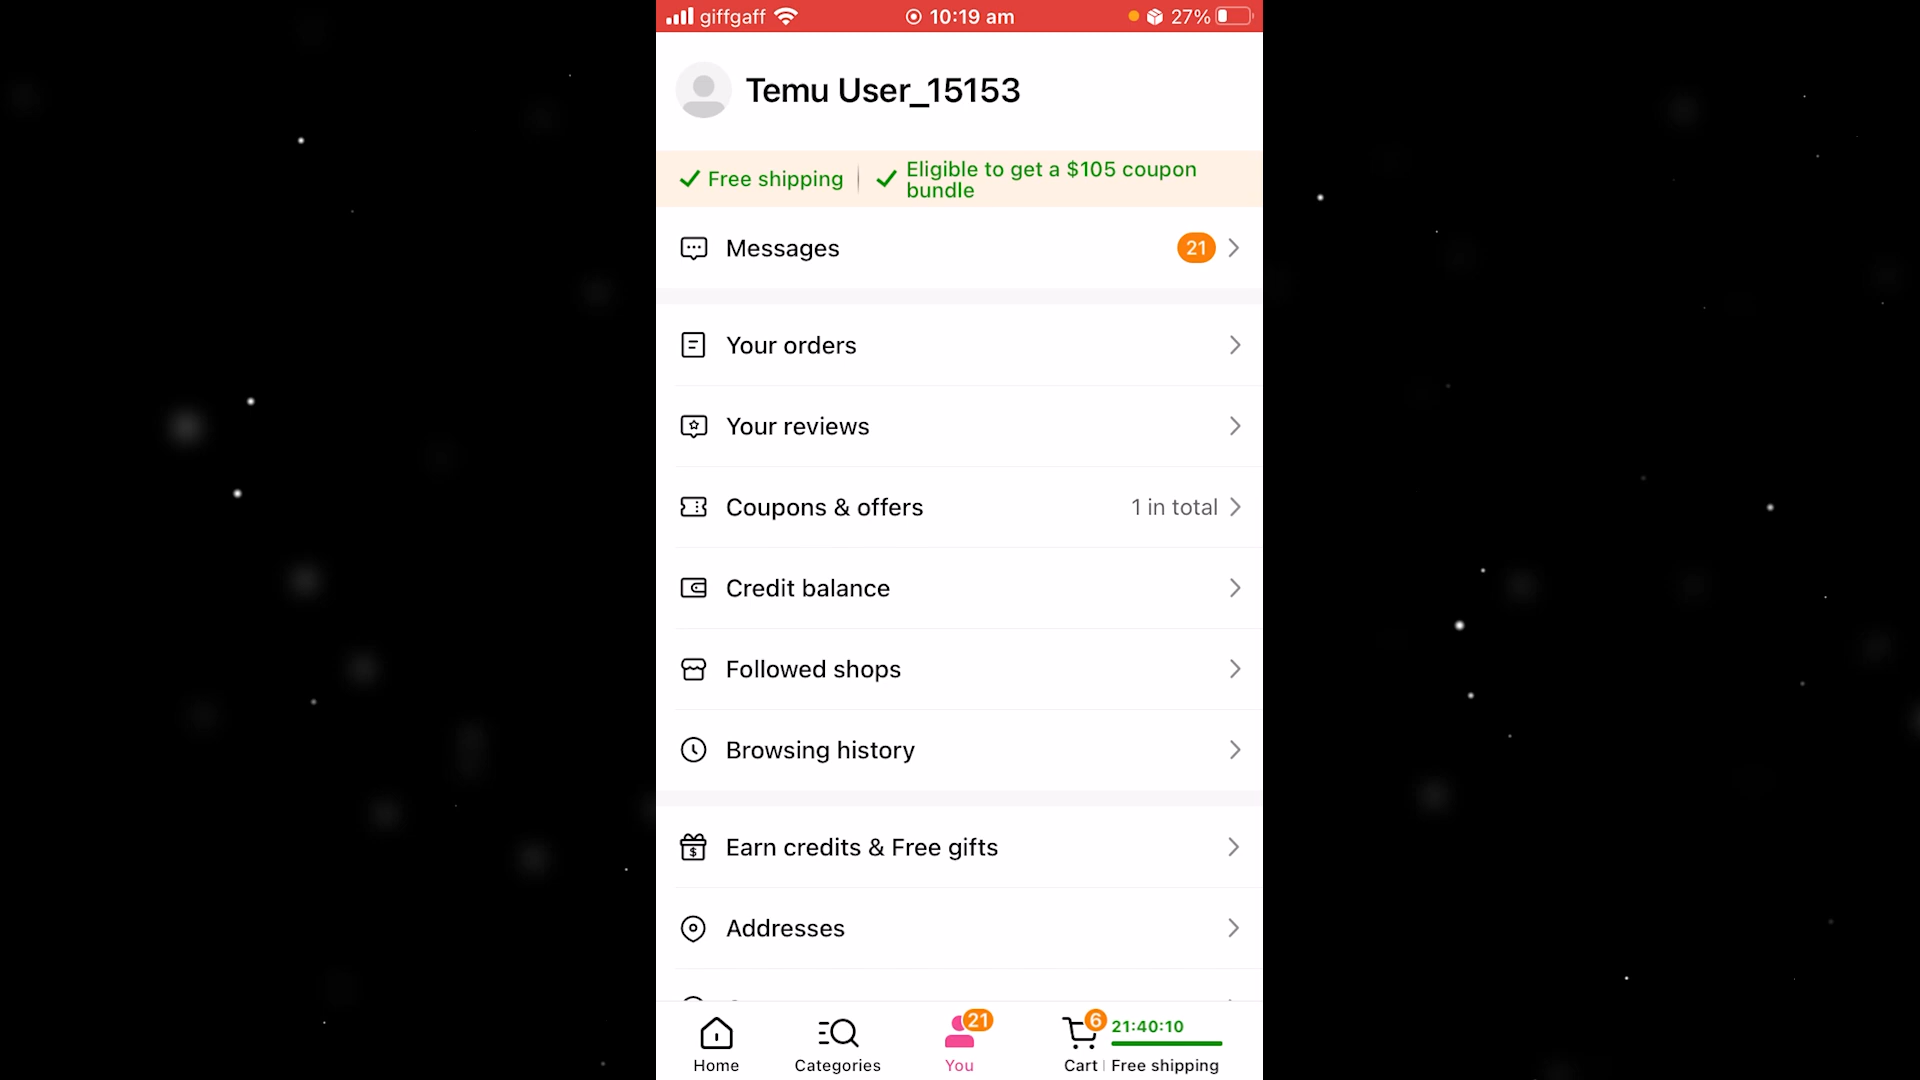 giffgaff 10:19 am 27%
Temu User_15153
Free shipping
Eligible to get a $105 coupon
bundle
Messages 21
Your orders
Your reviews
Coupons & offers 1 in total
Credit balance
Followed shops
Browsing history
Earn credits & Free gifts
Addresses
21 6 21:40:10
Home Categories You Cart Free shipping